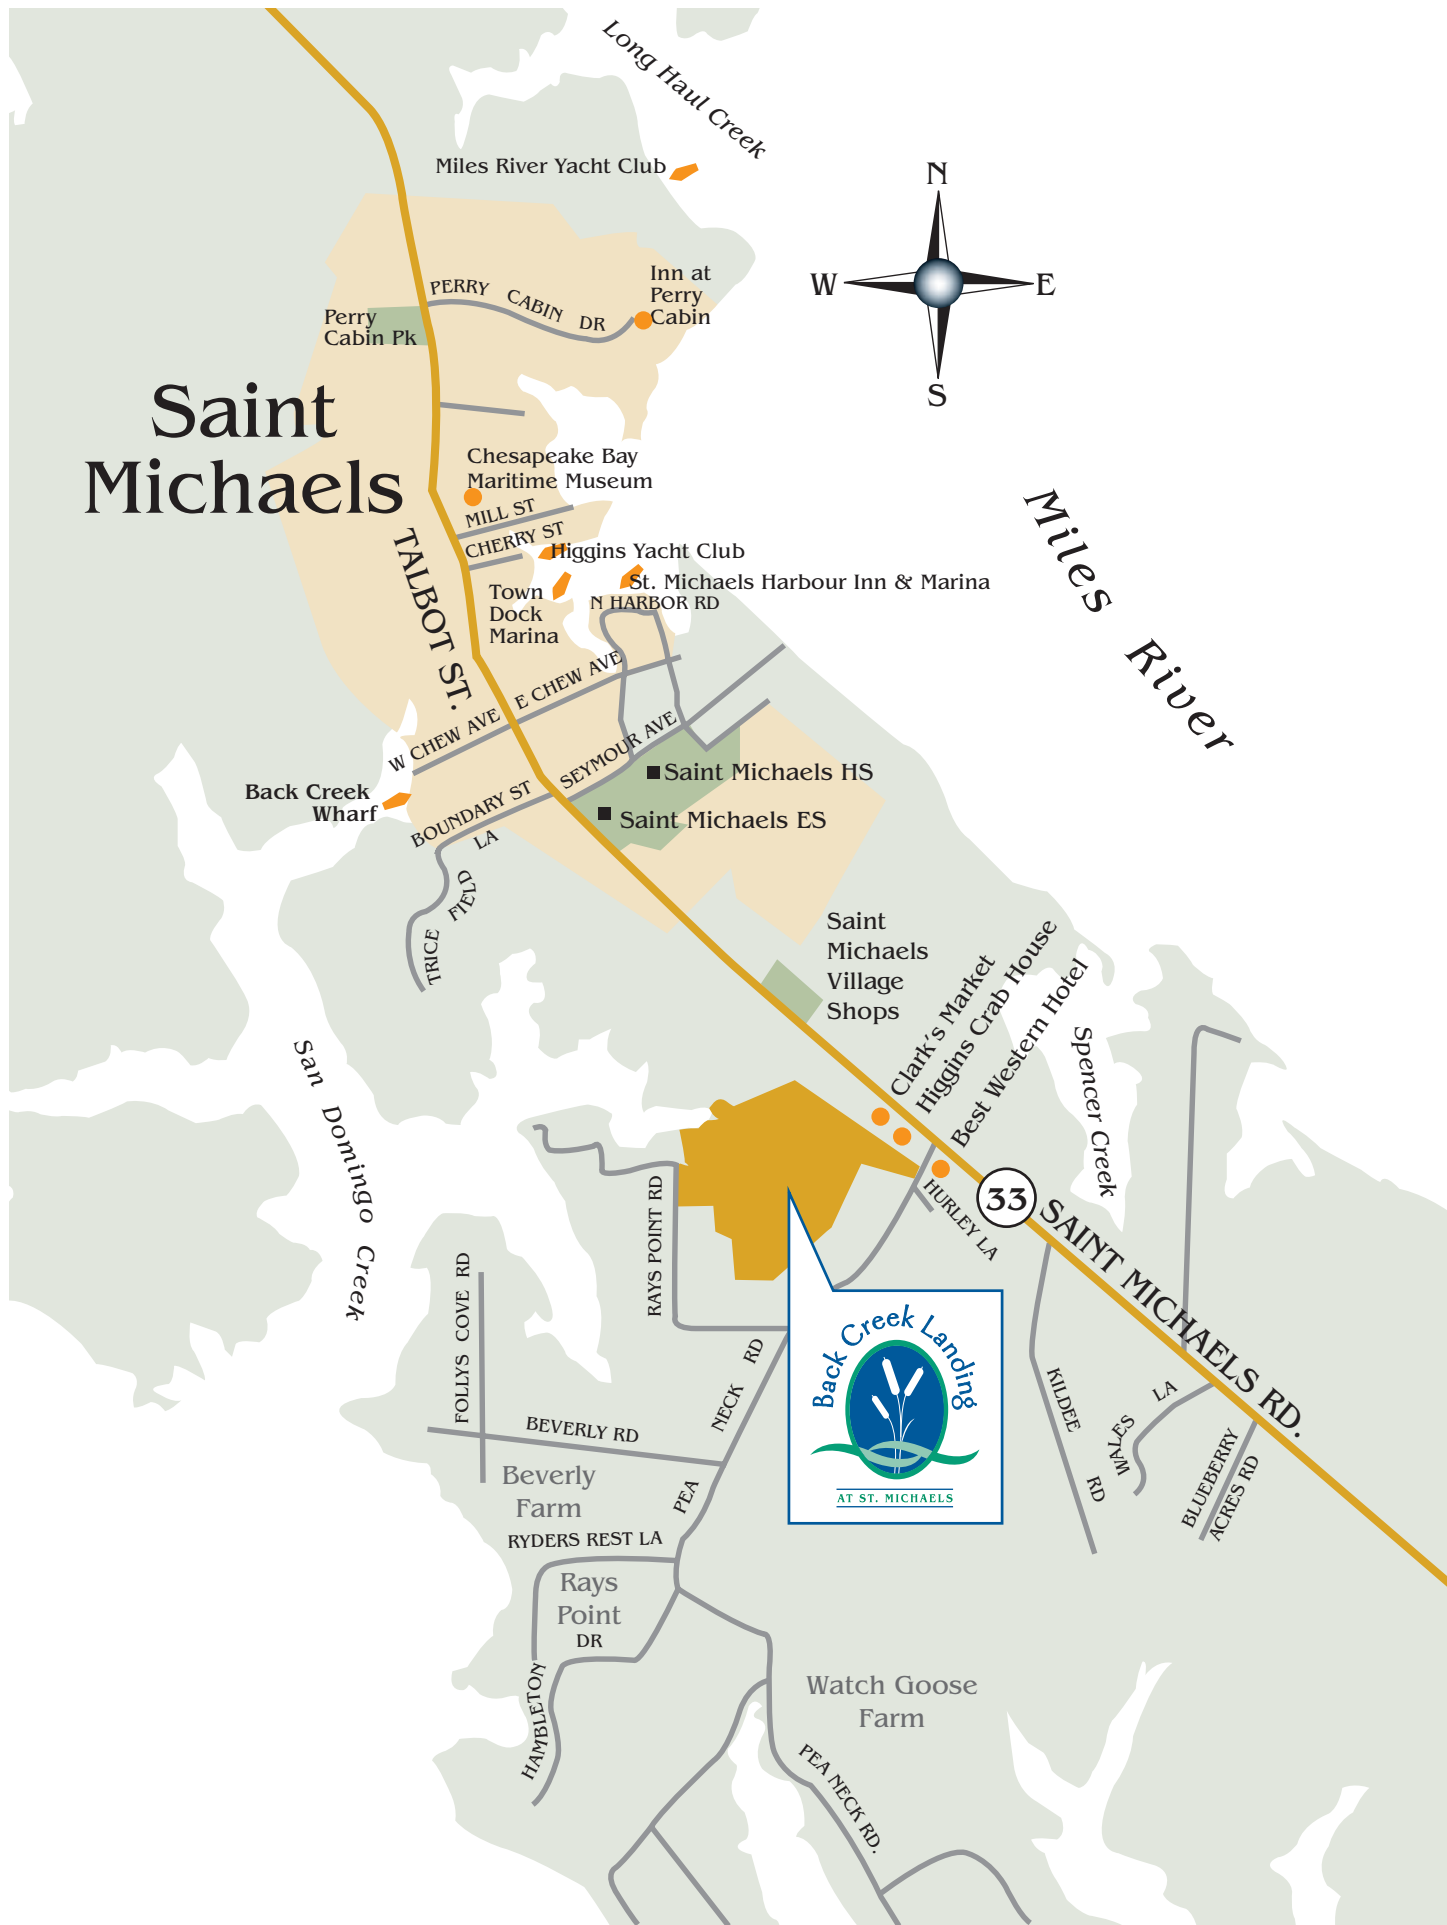 Long Haul Creek
Miles River Yacht Club
N
W
E
S
Inn at
Perry
Cabin
PERRY CABIN DR
Perry
Cabin Pk
Saint
Michaels
Chesapeake Bay
Maritime Museum
MILL ST
CHERRY ST
Higgins Yacht Club
St. Michaels Harbour Inn & Marina
Town
Dock
Marina
N HARBOR RD
TALBOT ST.
Miles River
E CHEW AVE
W CHEW AVE
SEYMOUR AVE
Saint Michaels HS
Saint Michaels ES
Back Creek
Wharf
BOUNDARY ST
TRICE FIELD LA
Saint
Michaels
Village
Shops
Clark's Market
Higgins Crab House
Best Western Hotel
Spencer Creek
San Domingo Creek
HURLEY LA
33
SAINT MICHAELS RD.
RAYS POINT RD
FOLLYS COVE RD
BEVERLY RD
PEA NECK RD
Back Creek Landing
AT ST. MICHAELS
KILDEE RD
WALES LA
BLUEBERRY
ACRES RD
Beverly
Farm
RYDERS REST LA
Rays
Point
HAMBLETON DR
Watch Goose
Farm
PEA NECK RD.